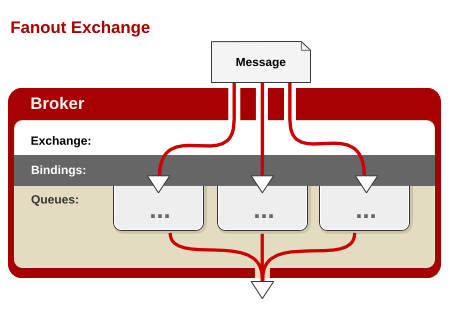 Fanout Exchange
Message
Broker
Exchange:
Bindings:
Queues:
... ... ...